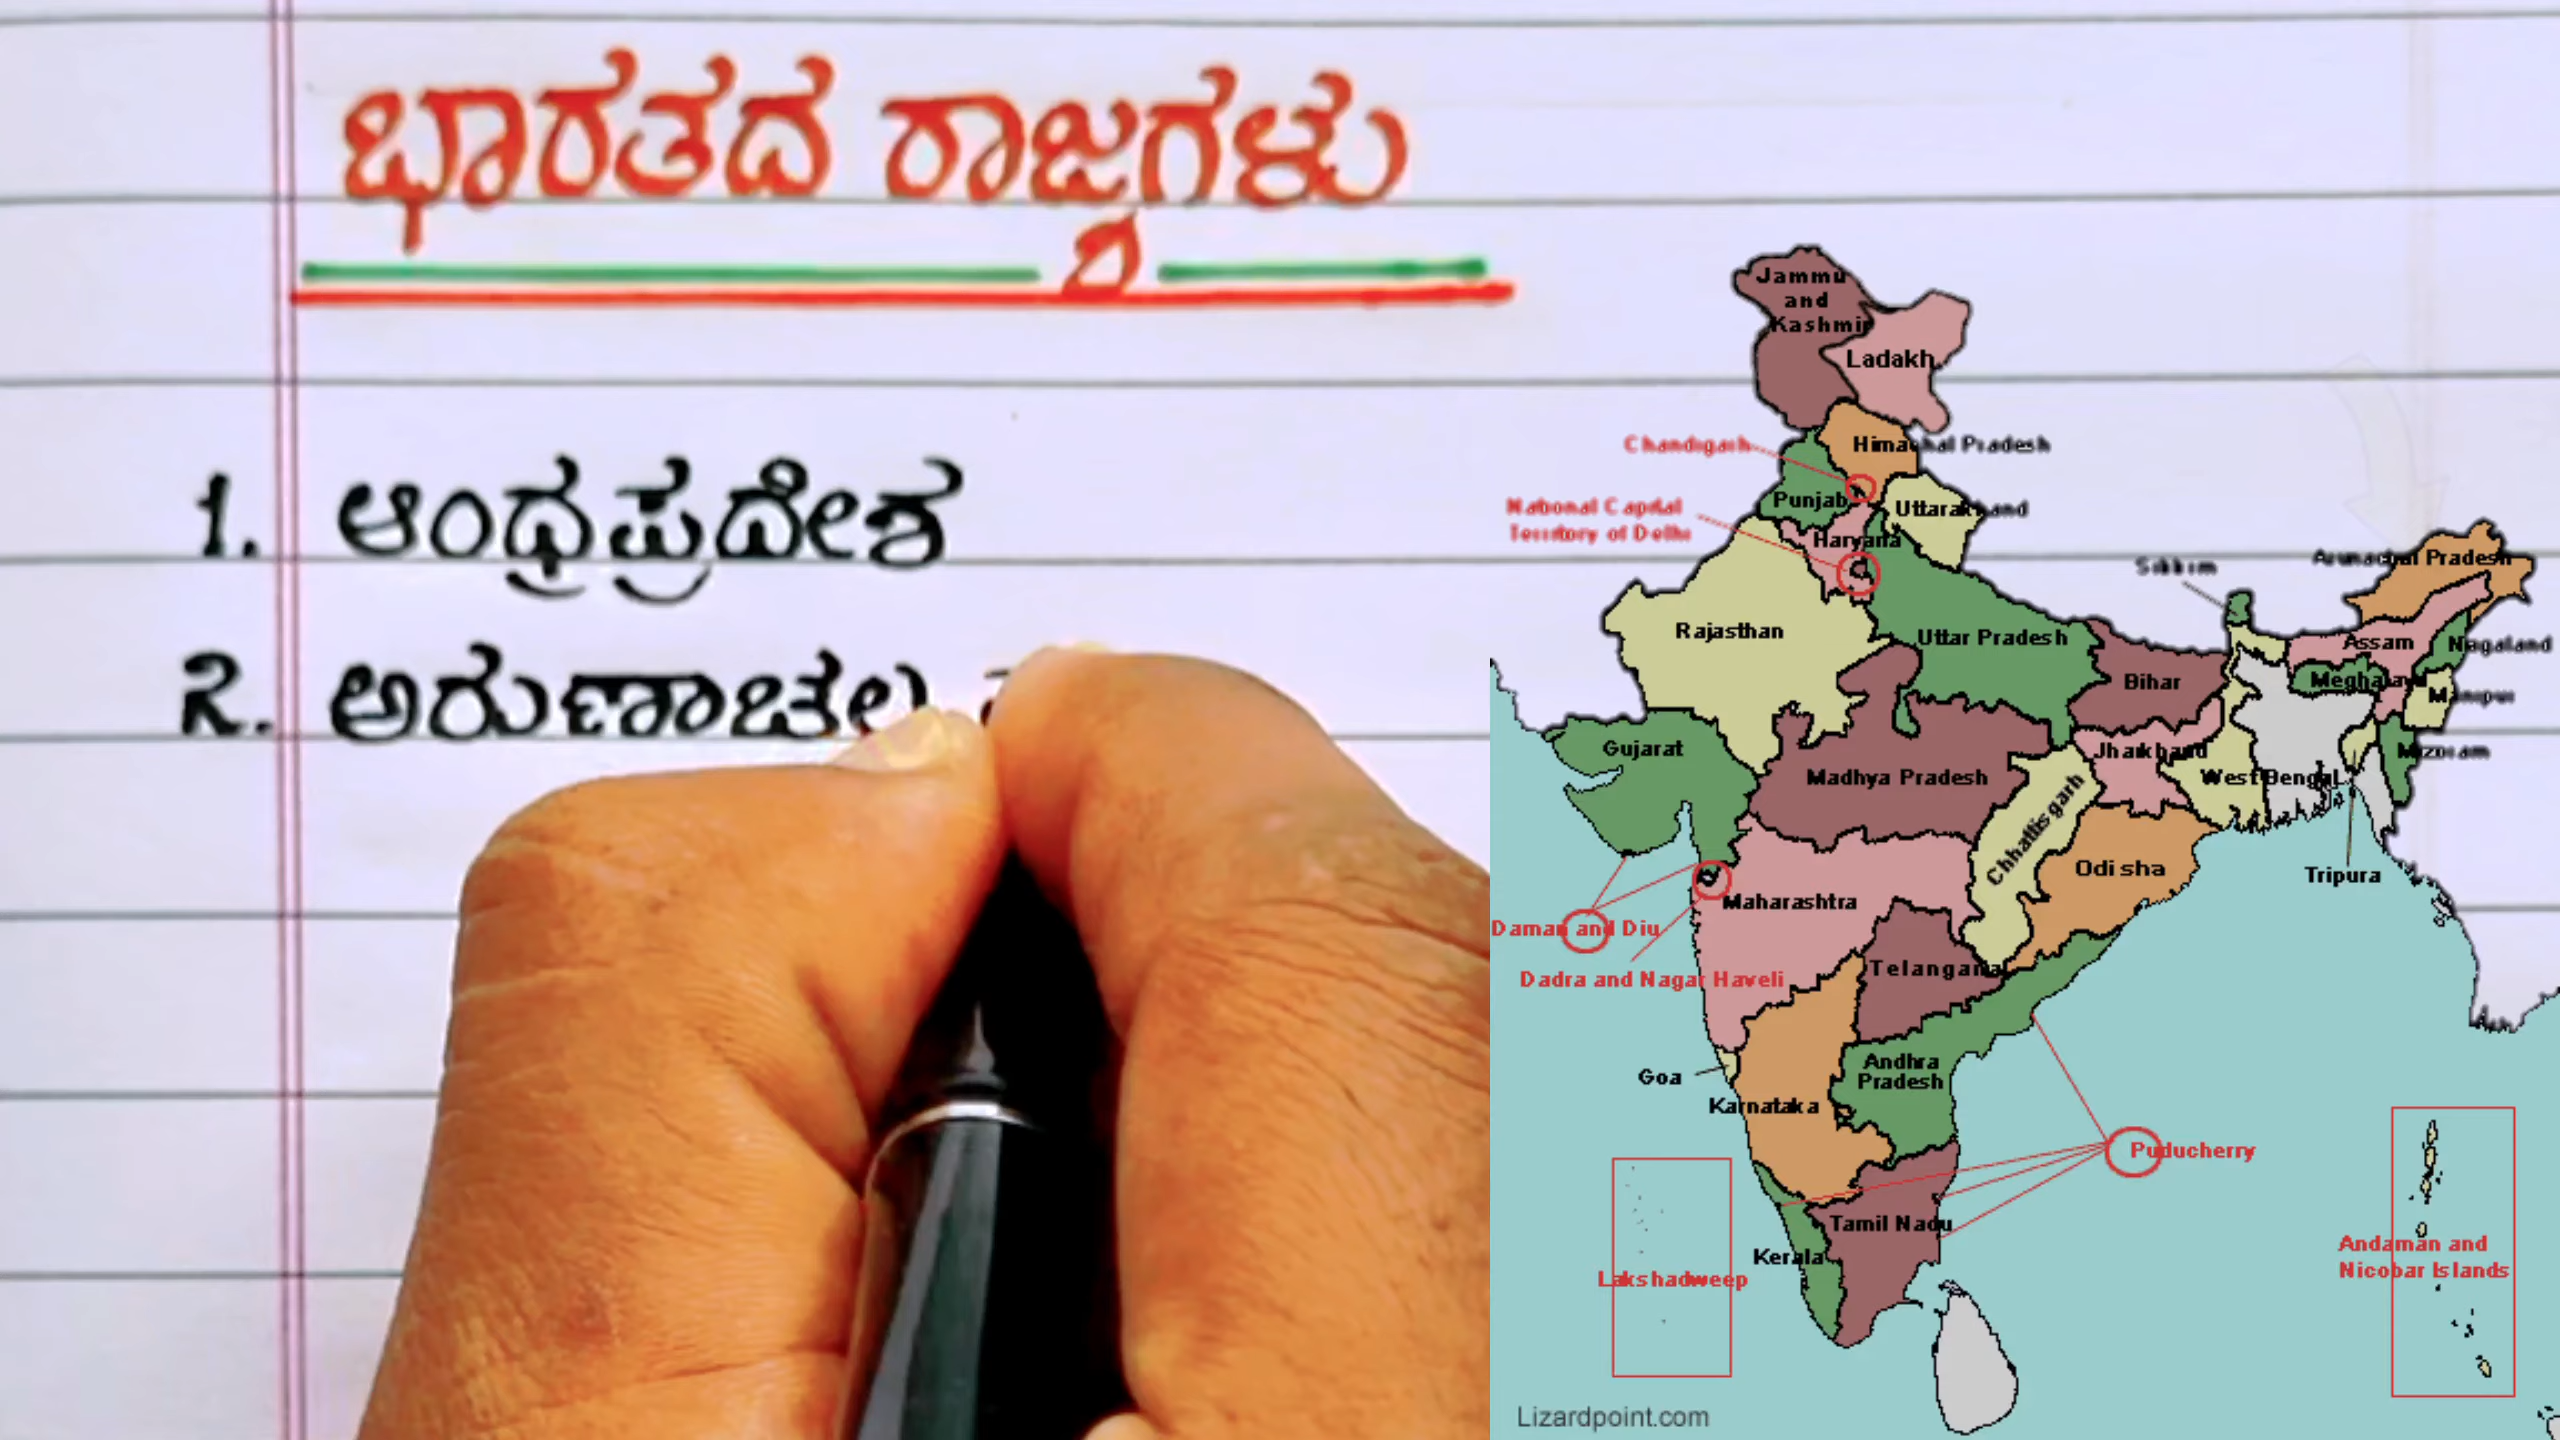 ಭಾರತದ ರಾಜ್ಯಗಳು
1. ಆಂಧ್ರಪ್ರದೇಶ
2. ಅರುಣಾಚಲ
Jammu
and
Kashmir
Ladakh
Chandigarh
Himachal Pradesh
Punjab
National Capital
Territory of Delhi
Uttarakhand
Haryana
Sikkim
Arunachal Pradesh
Rajasthan
Uttar Pradesh
Assam
Nagaland
Bihar
Meghalaya
Manipur
Gujarat
Jharkhand
Mizoram
Madhya Pradesh
West Bengal
Chhattisgarh
Odisha
Tripura
Maharashtra
Daman and Diu
Telangana
Dadra and Nagar Haveli
Andhra
Pradesh
Goa
Karnataka
Puducherry
Tamil Nadu
Kerala
Andaman and
Nicobar Islands
Lakshadweep
Lizardpoint.com